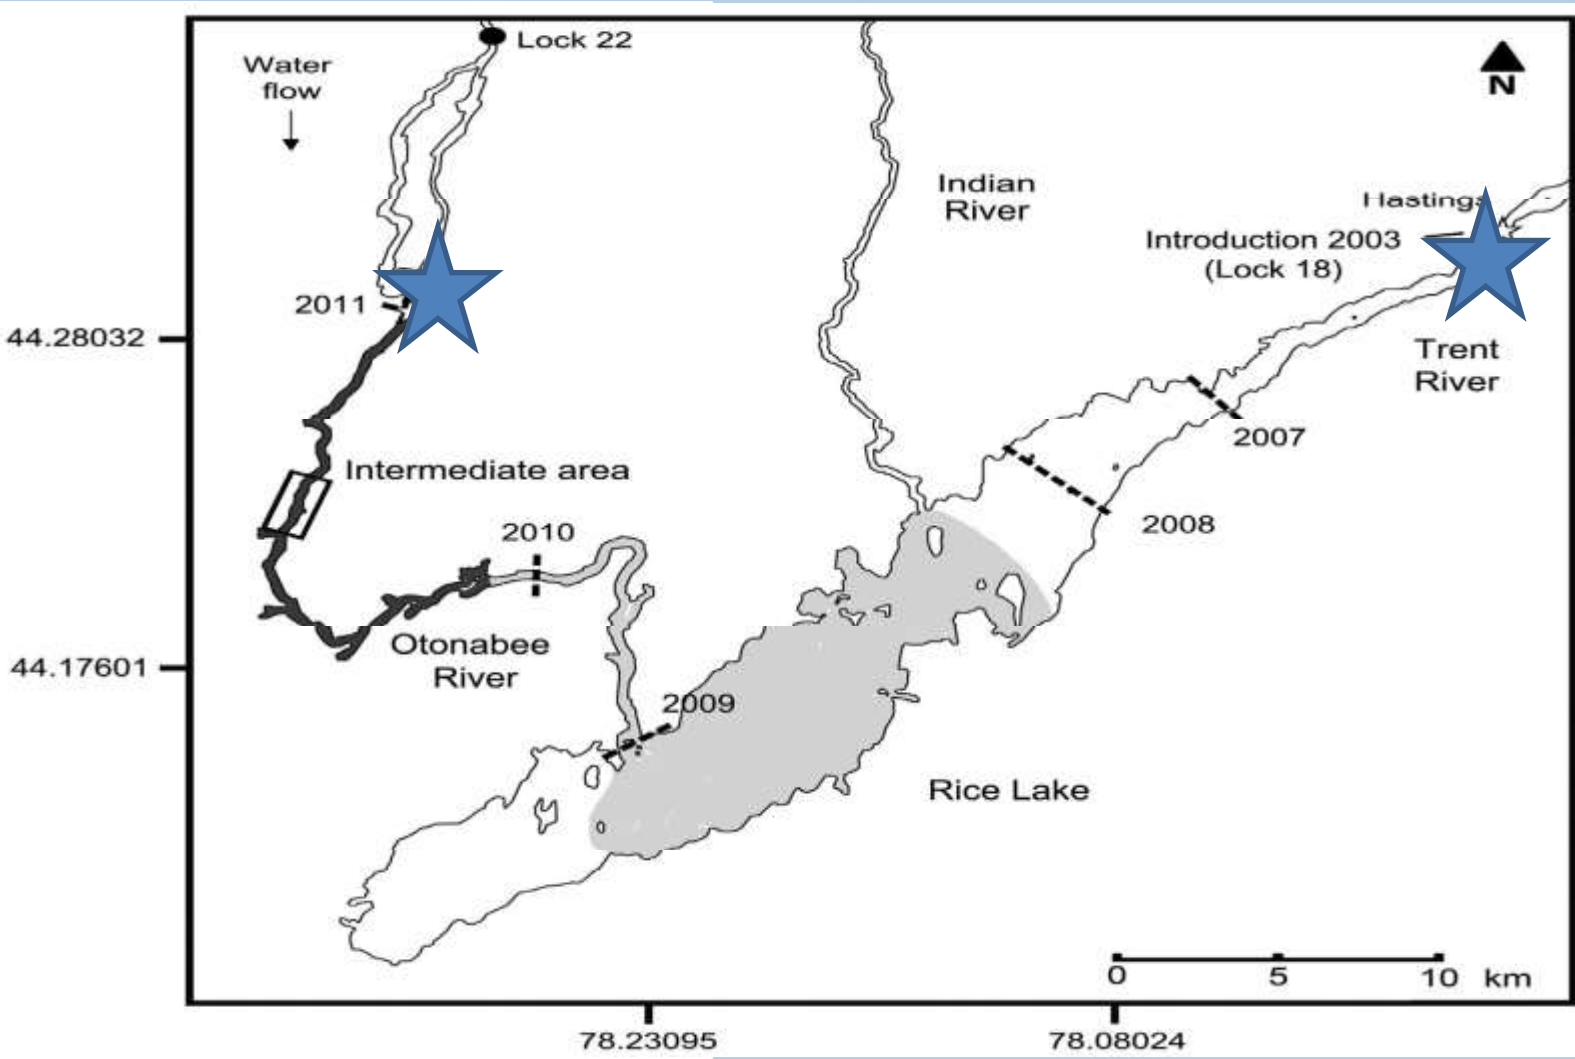 Lock 22
Water
flow
N
Indian
River
Hastings
Introduction 2003
(Lock 18)
2011
44.28032
Trent
River
2007
Intermediate area
2008
2010
Otonabee
River
44.17601
2009
Rice Lake
0 5 10 km
78.23095 78.08024